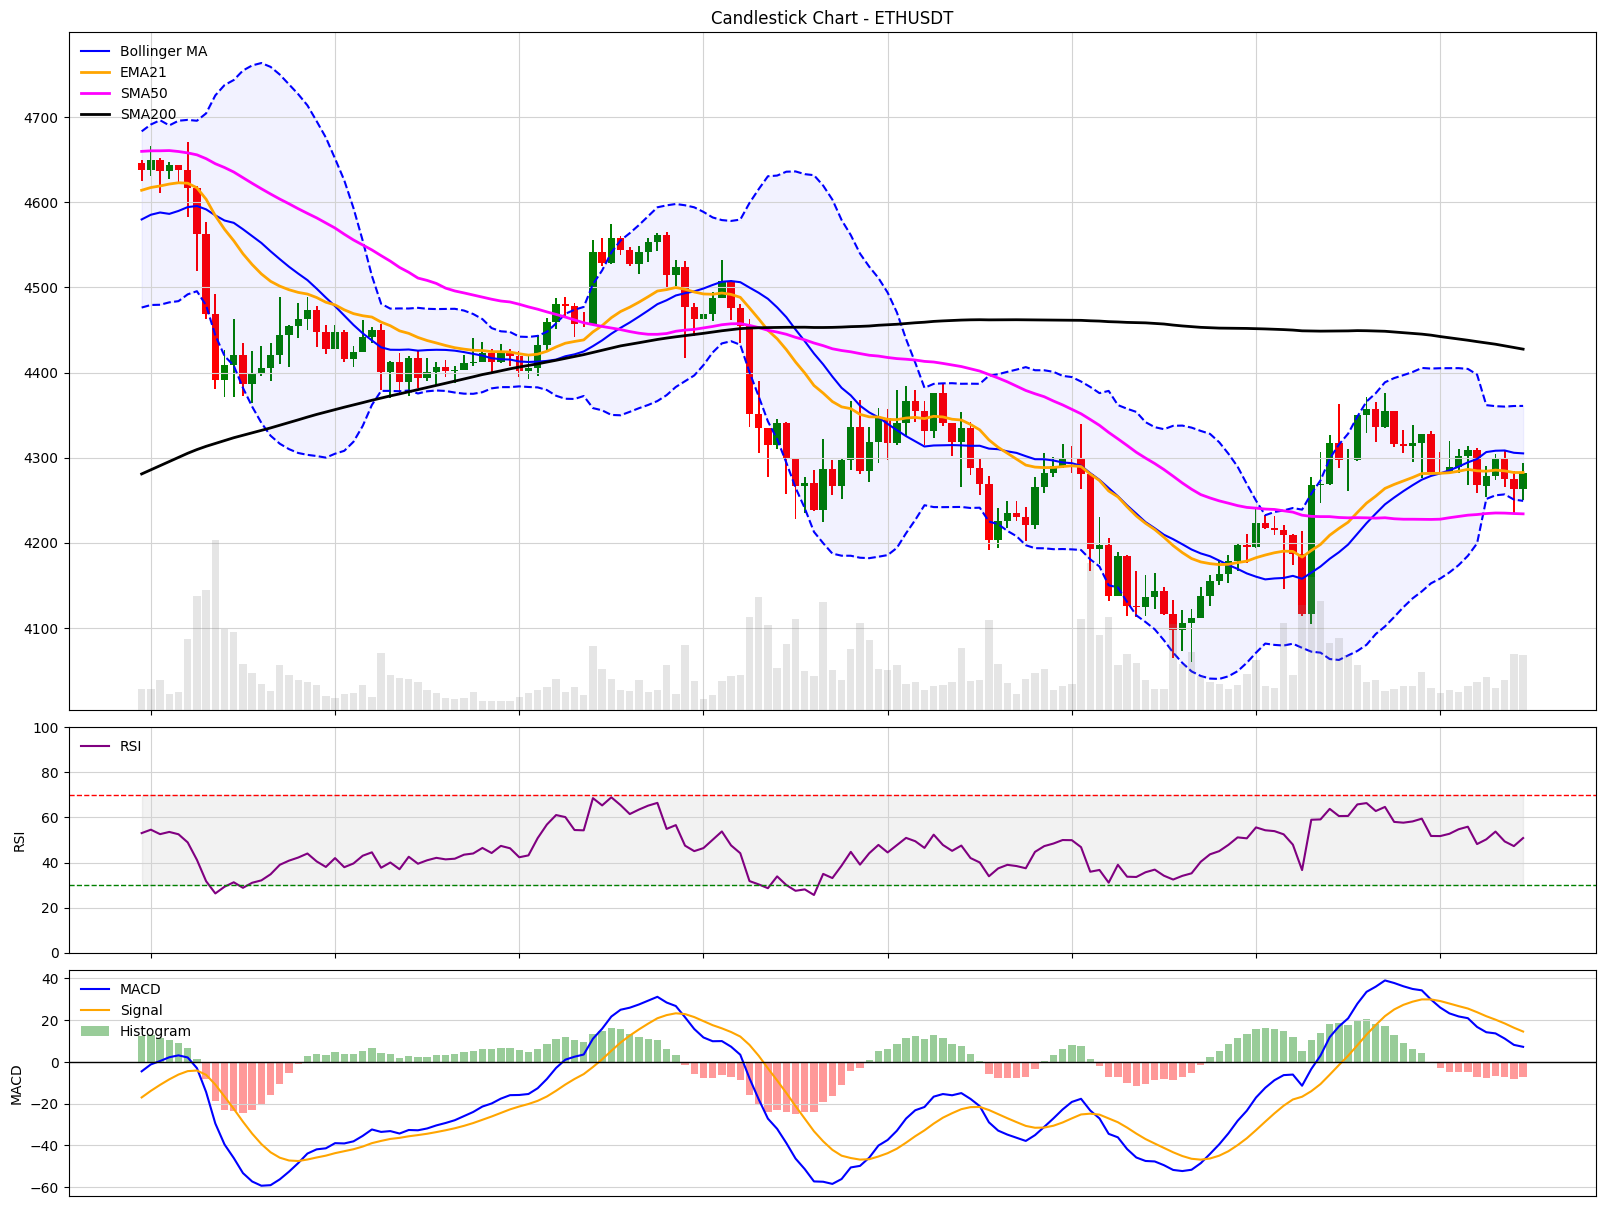 Candlestick Chart - ETHUSDT
Bollinger MA
EMA21
SMA50
SMA200
4700
4600
4500
4400
4300
4200
4100
RSI
100
80
60
40
20
0
RSI
MACD
Signal
Histogram
40
20
0
−20
−40
−60
MACD